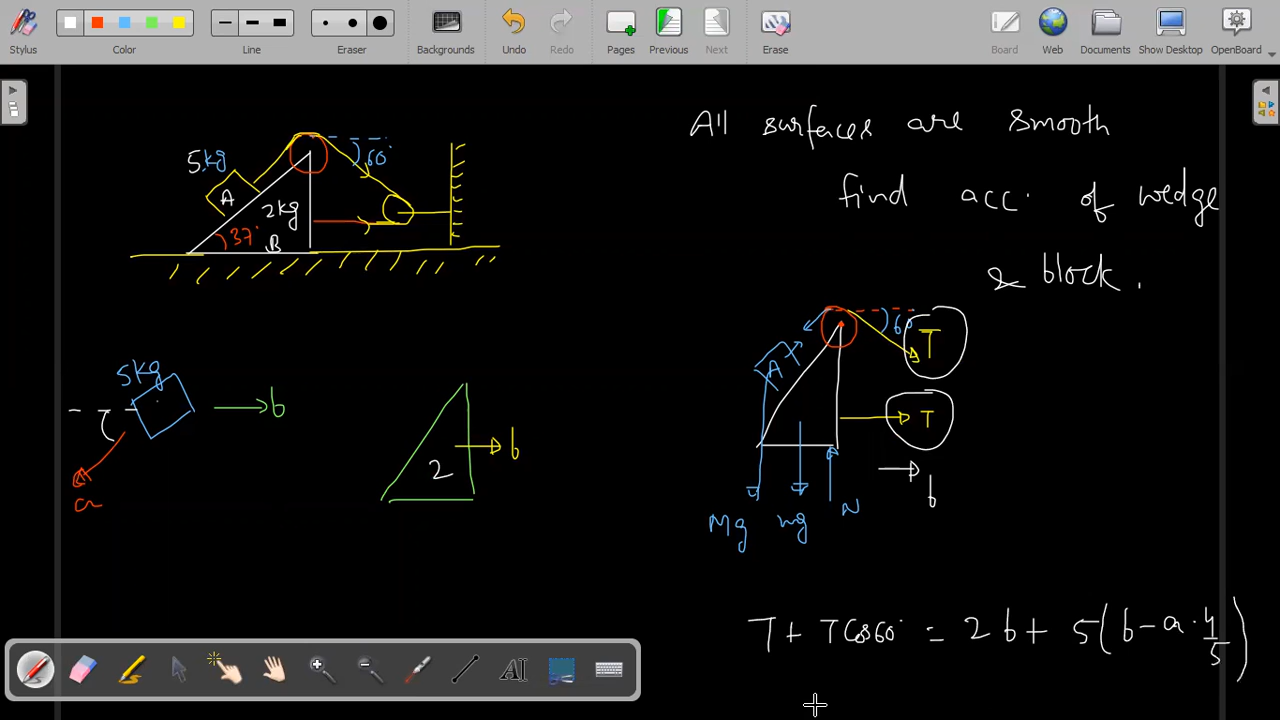 Stylus Color Line Eraser Backgrounds Undo Redo Pages Previous Next Erase Board Web Documents Show Desktop OpenBoard
All surfaces are smooth
find acc. of wedge
& block.
60°
5kg
A
2kg
37°
B
60°
T
A
T
b
Mg mg N
5kg
b
a
2
b
T + T cos60° = 2b + 5(b - a · 4/5)
AI